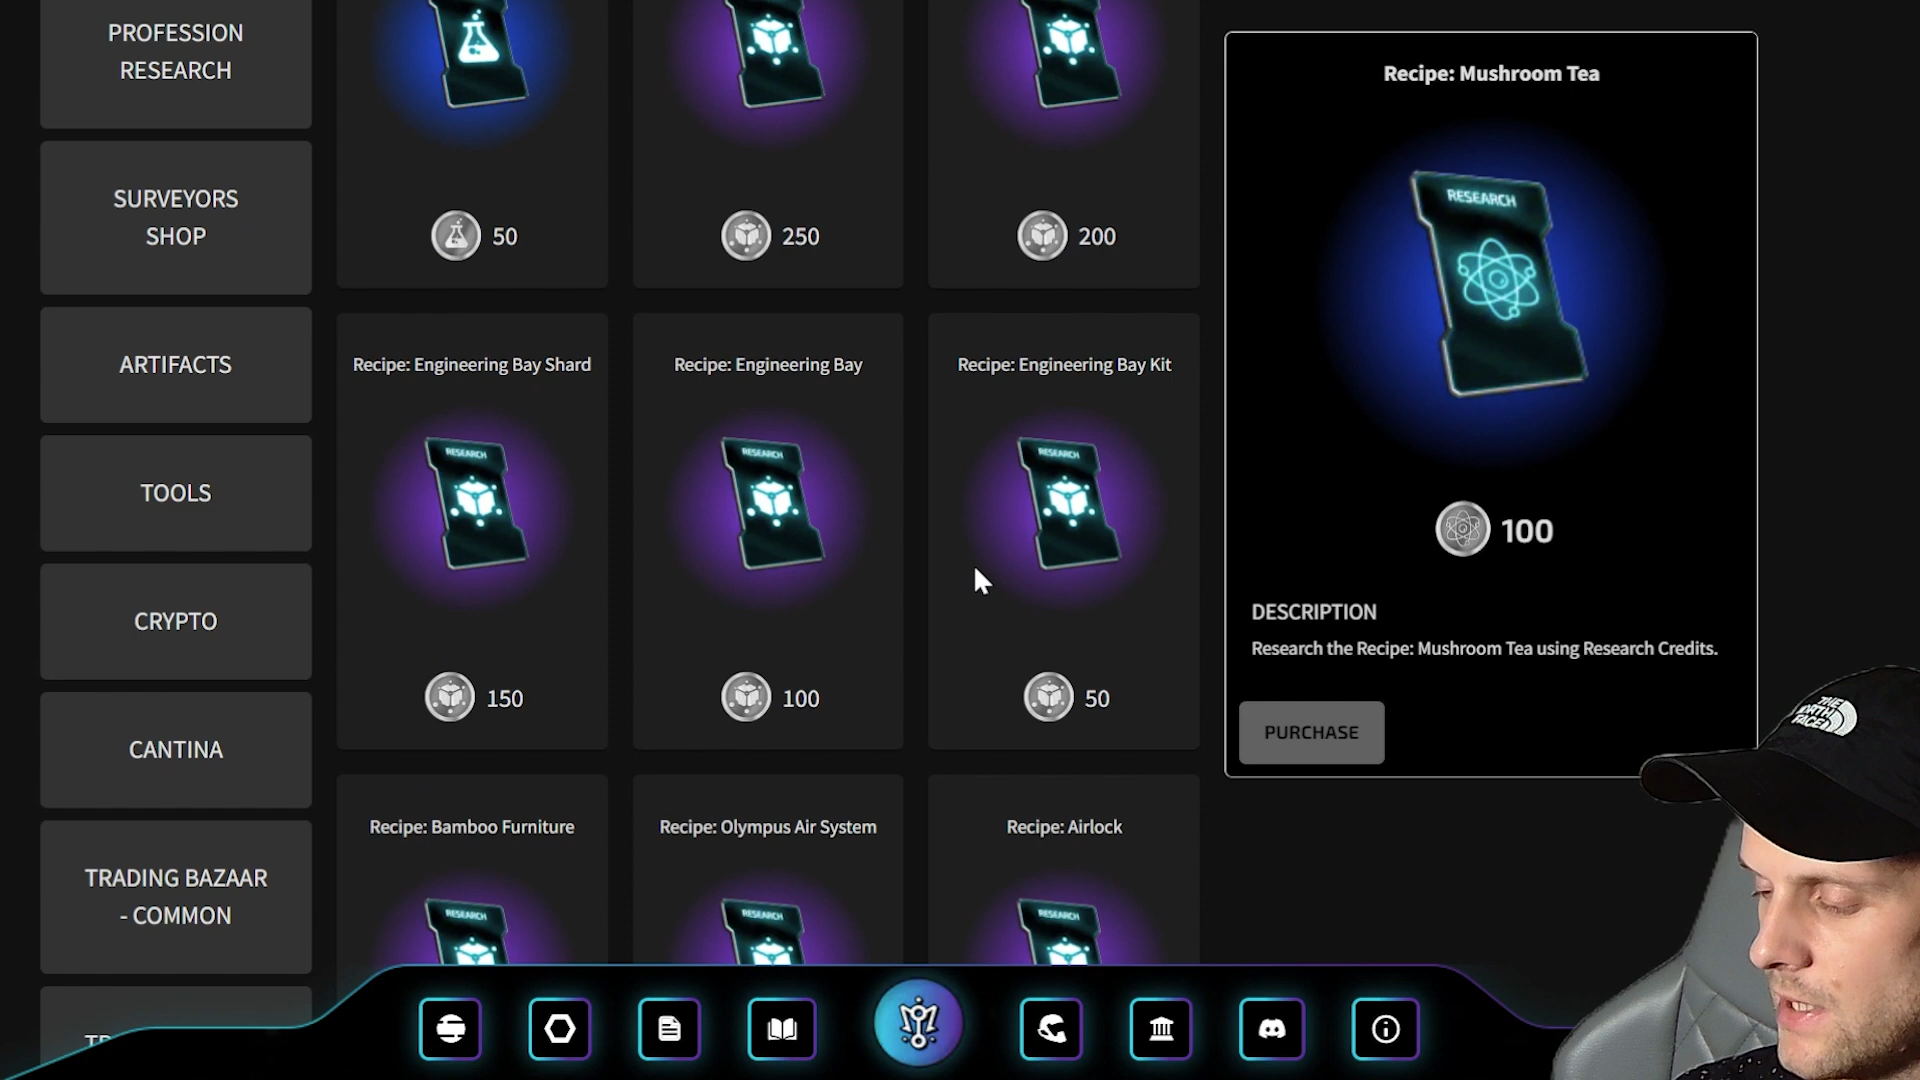 PROFESSION
RESEARCH
SURVEYORS
SHOP
ARTIFACTS
TOOLS
CRYPTO
CANTINA
TRADING BAZAAR
- COMMON
50
250
200
Recipe: Engineering Bay Shard
Recipe: Engineering Bay
Recipe: Engineering Bay Kit
RESEARCH
RESEARCH
RESEARCH
150
100
50
Recipe: Bamboo Furniture
Recipe: Olympus Air System
Recipe: Airlock
RESEARCH
RESEARCH
RESEARCH
Recipe: Mushroom Tea
RESEARCH
100
DESCRIPTION
Research the Recipe: Mushroom Tea using Research Credits.
PURCHASE
THE
NORTH
FACE